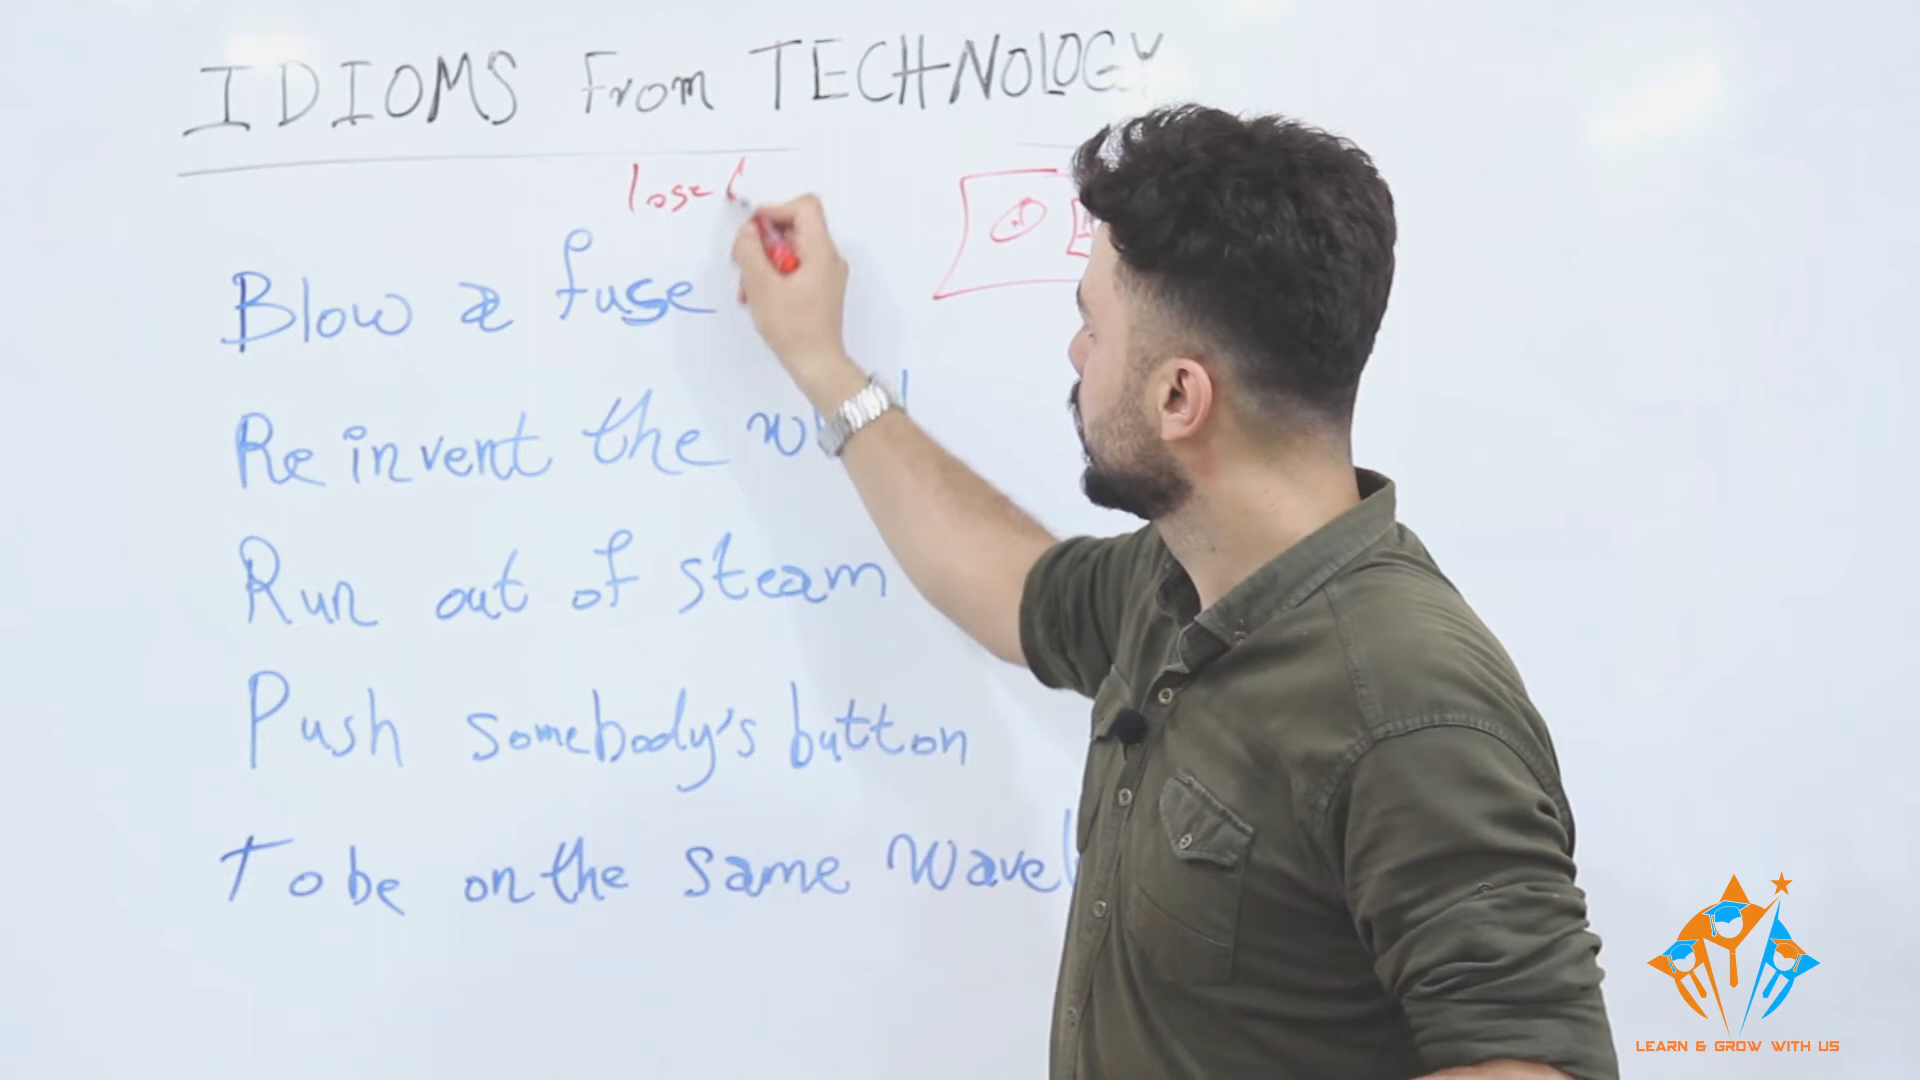 IDIOMS From TECHNOLOGY
lose
Blow a fuse
Reinvent the
Run out of steam
Push somebody's button
To be on the same Wavel
LEARN & GROW WITH US